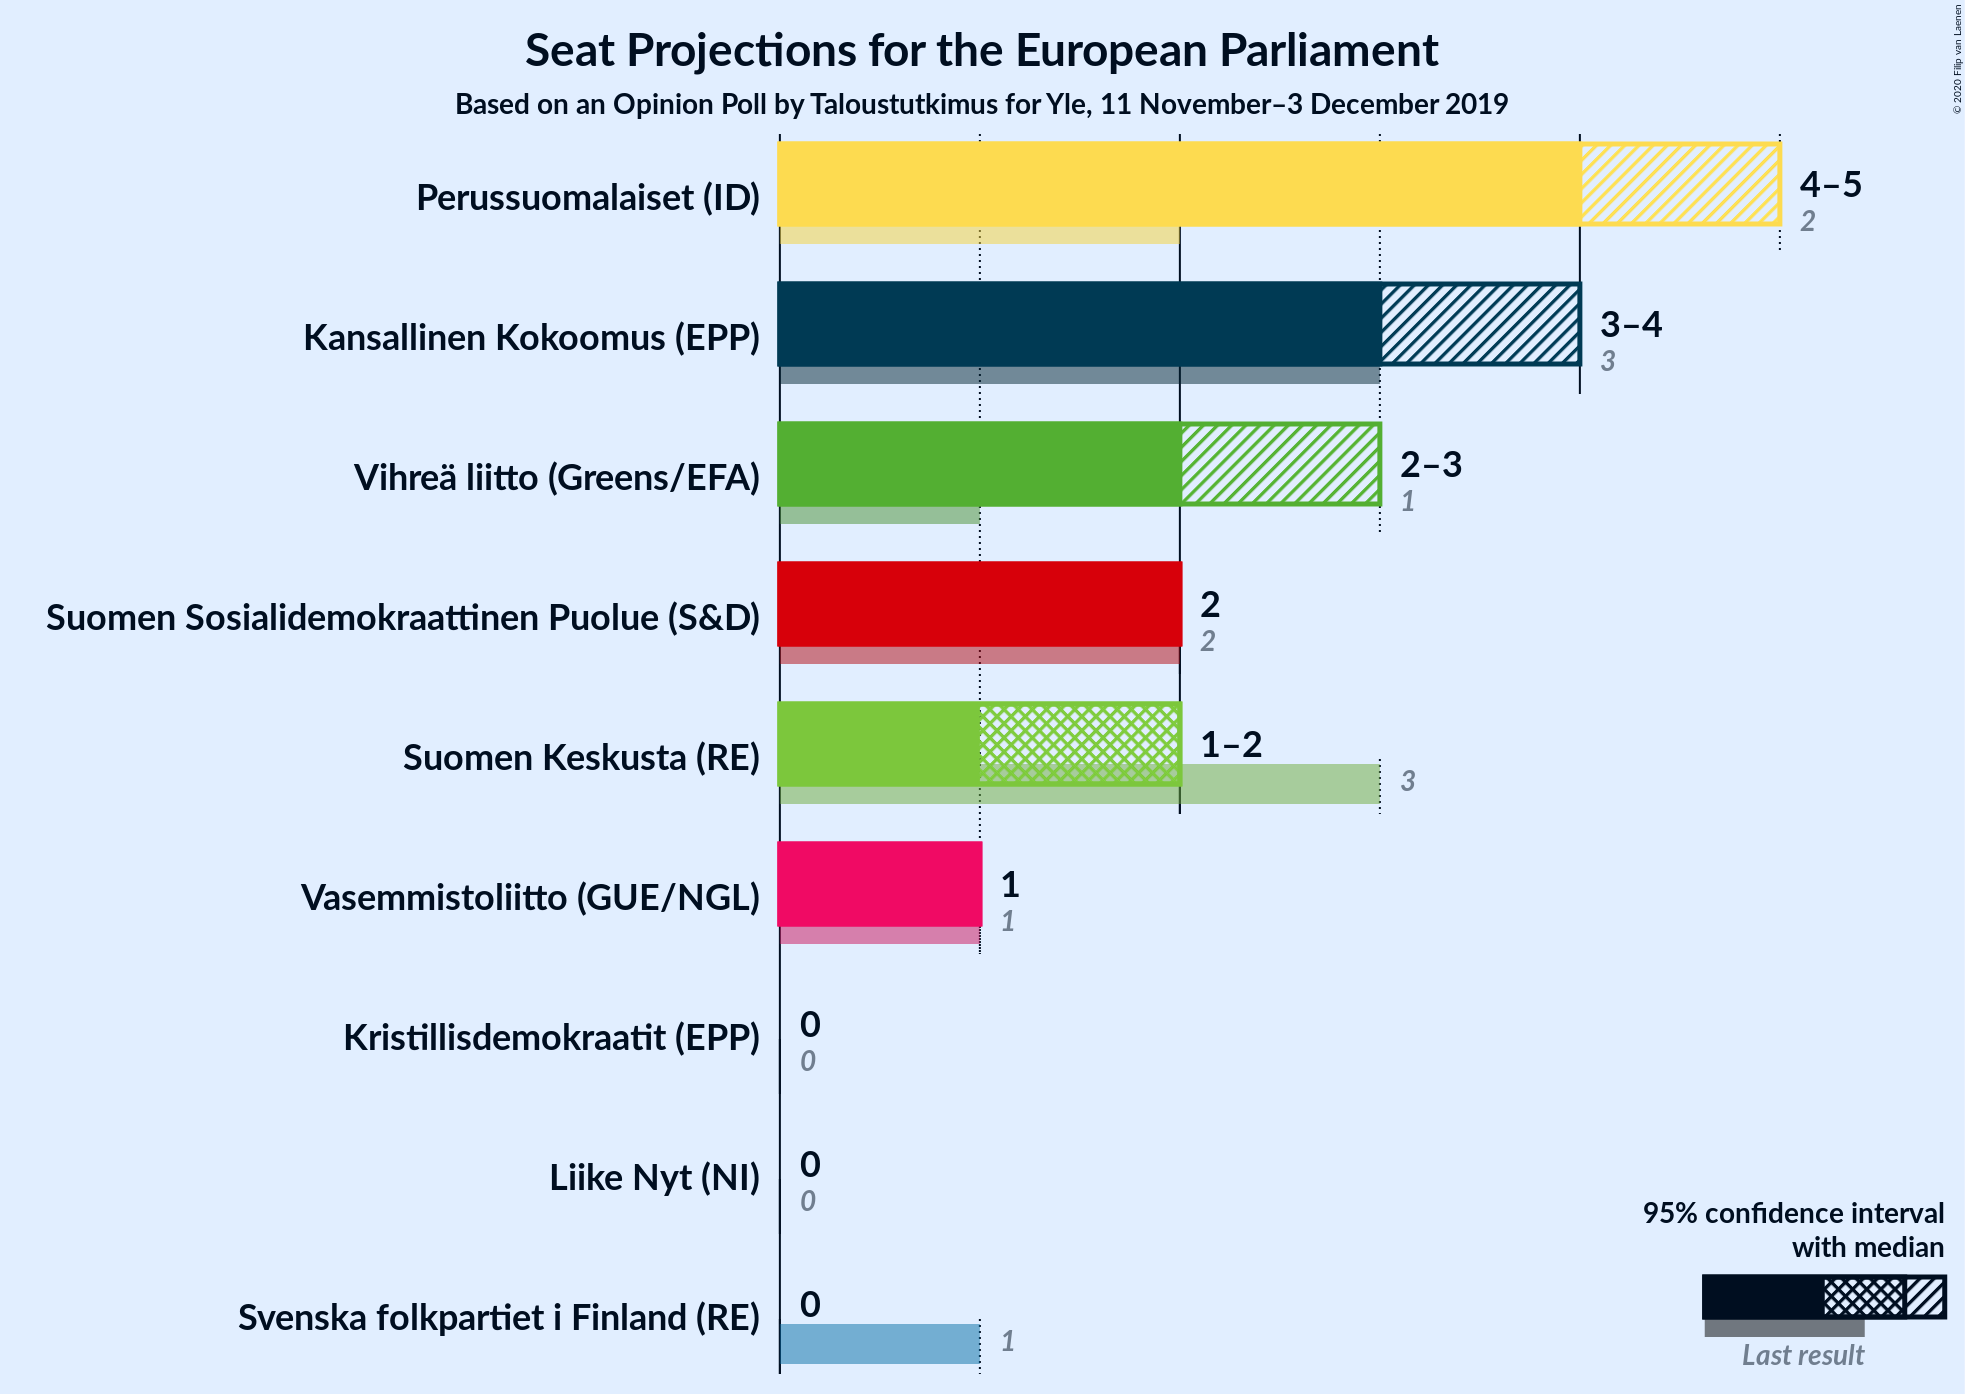 Seat Projections for the European Parliament
Based on an Opinion Poll by Taloustutkimus for Yle, 11 November–3 December 2019
© 2020 Filip van Laenen
Perussuomalaiset (ID)
4–5
2
Kansallinen Kokoomus (EPP)
3–4
3
Vihreä liitto (Greens/EFA)
2–3
1
Suomen Sosialidemokraattinen Puolue (S&D)
2
2
Suomen Keskusta (RE)
1–2
3
Vasemmistoliitto (GUE/NGL)
1
1
Kristillisdemokraatit (EPP)
0
0
Liike Nyt (NI)
0
0
Svenska folkpartiet i Finland (RE)
0
1
95% confidence interval
with median
Last result